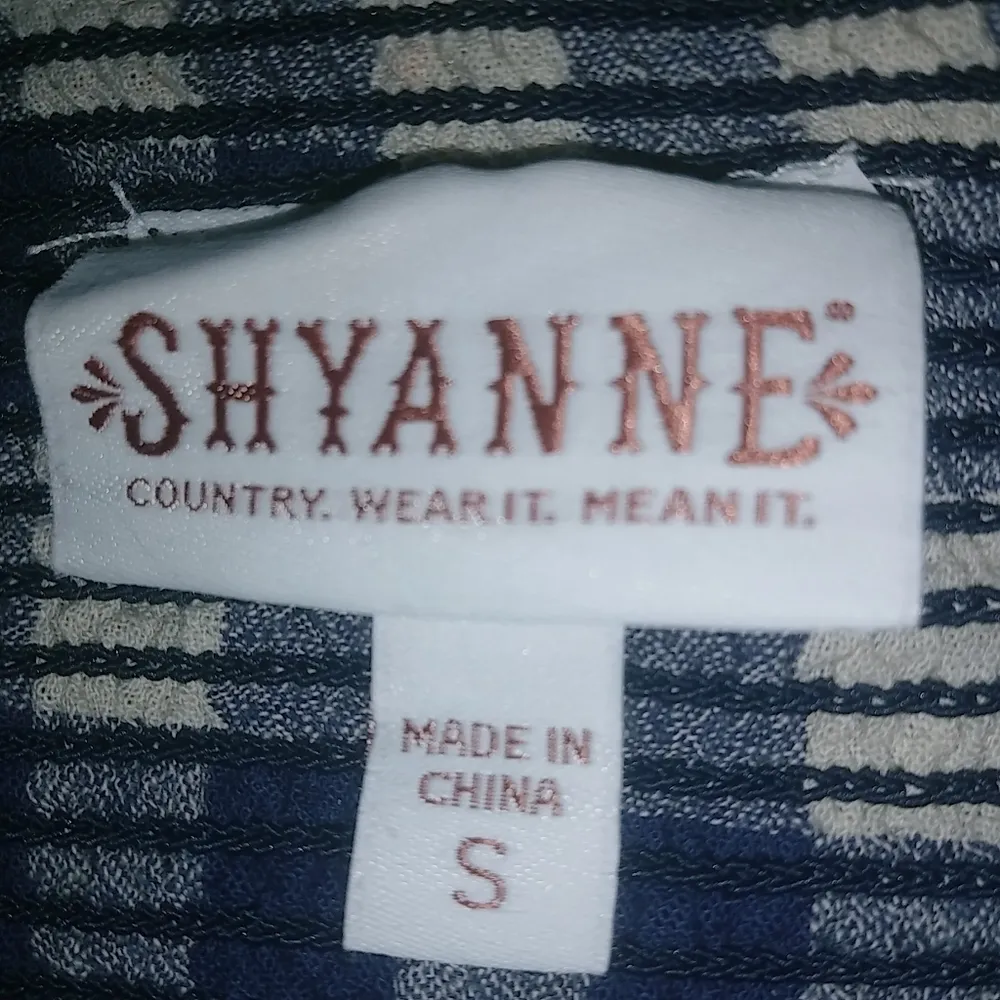 SHYANNE®
COUNTRY. WEAR IT. MEAN IT.
MADE IN
CHINA
S